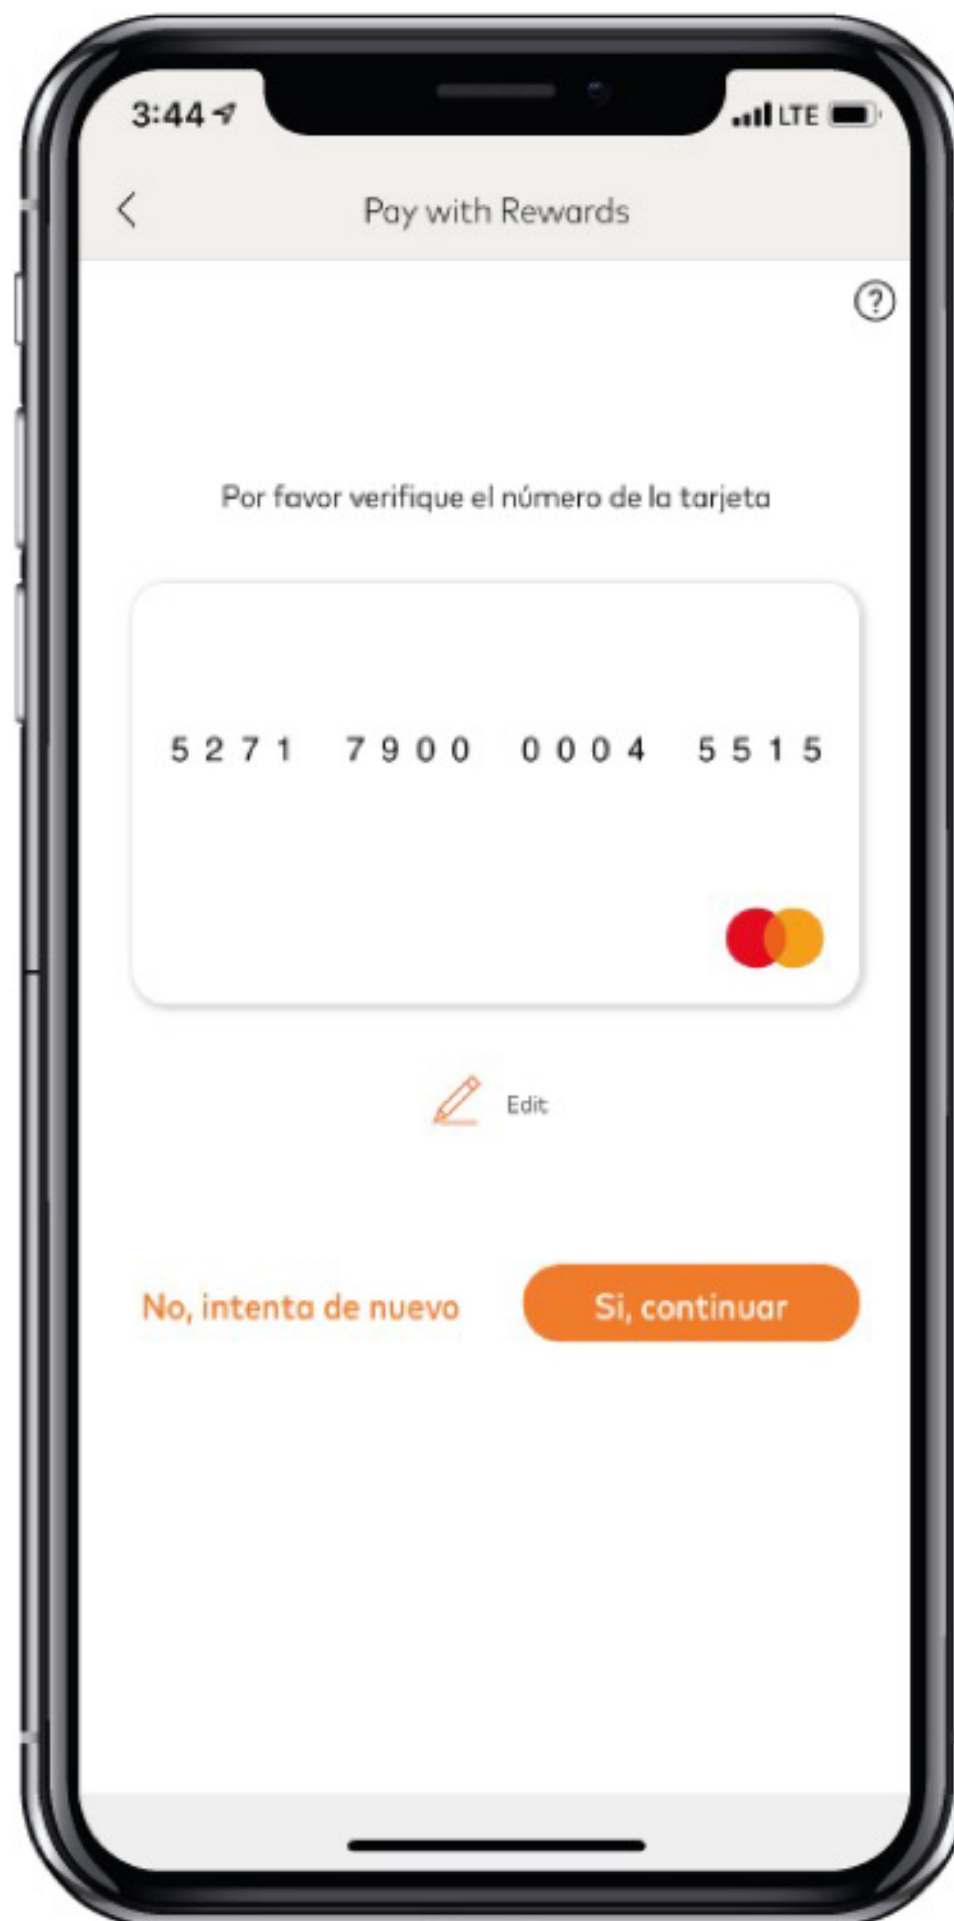 3:44 LTE
Pay with Rewards
?
Por favor verifique el número de la tarjeta
5271 7900 0004 5515
Edit
No, intenta de nuevo
Si, continuar